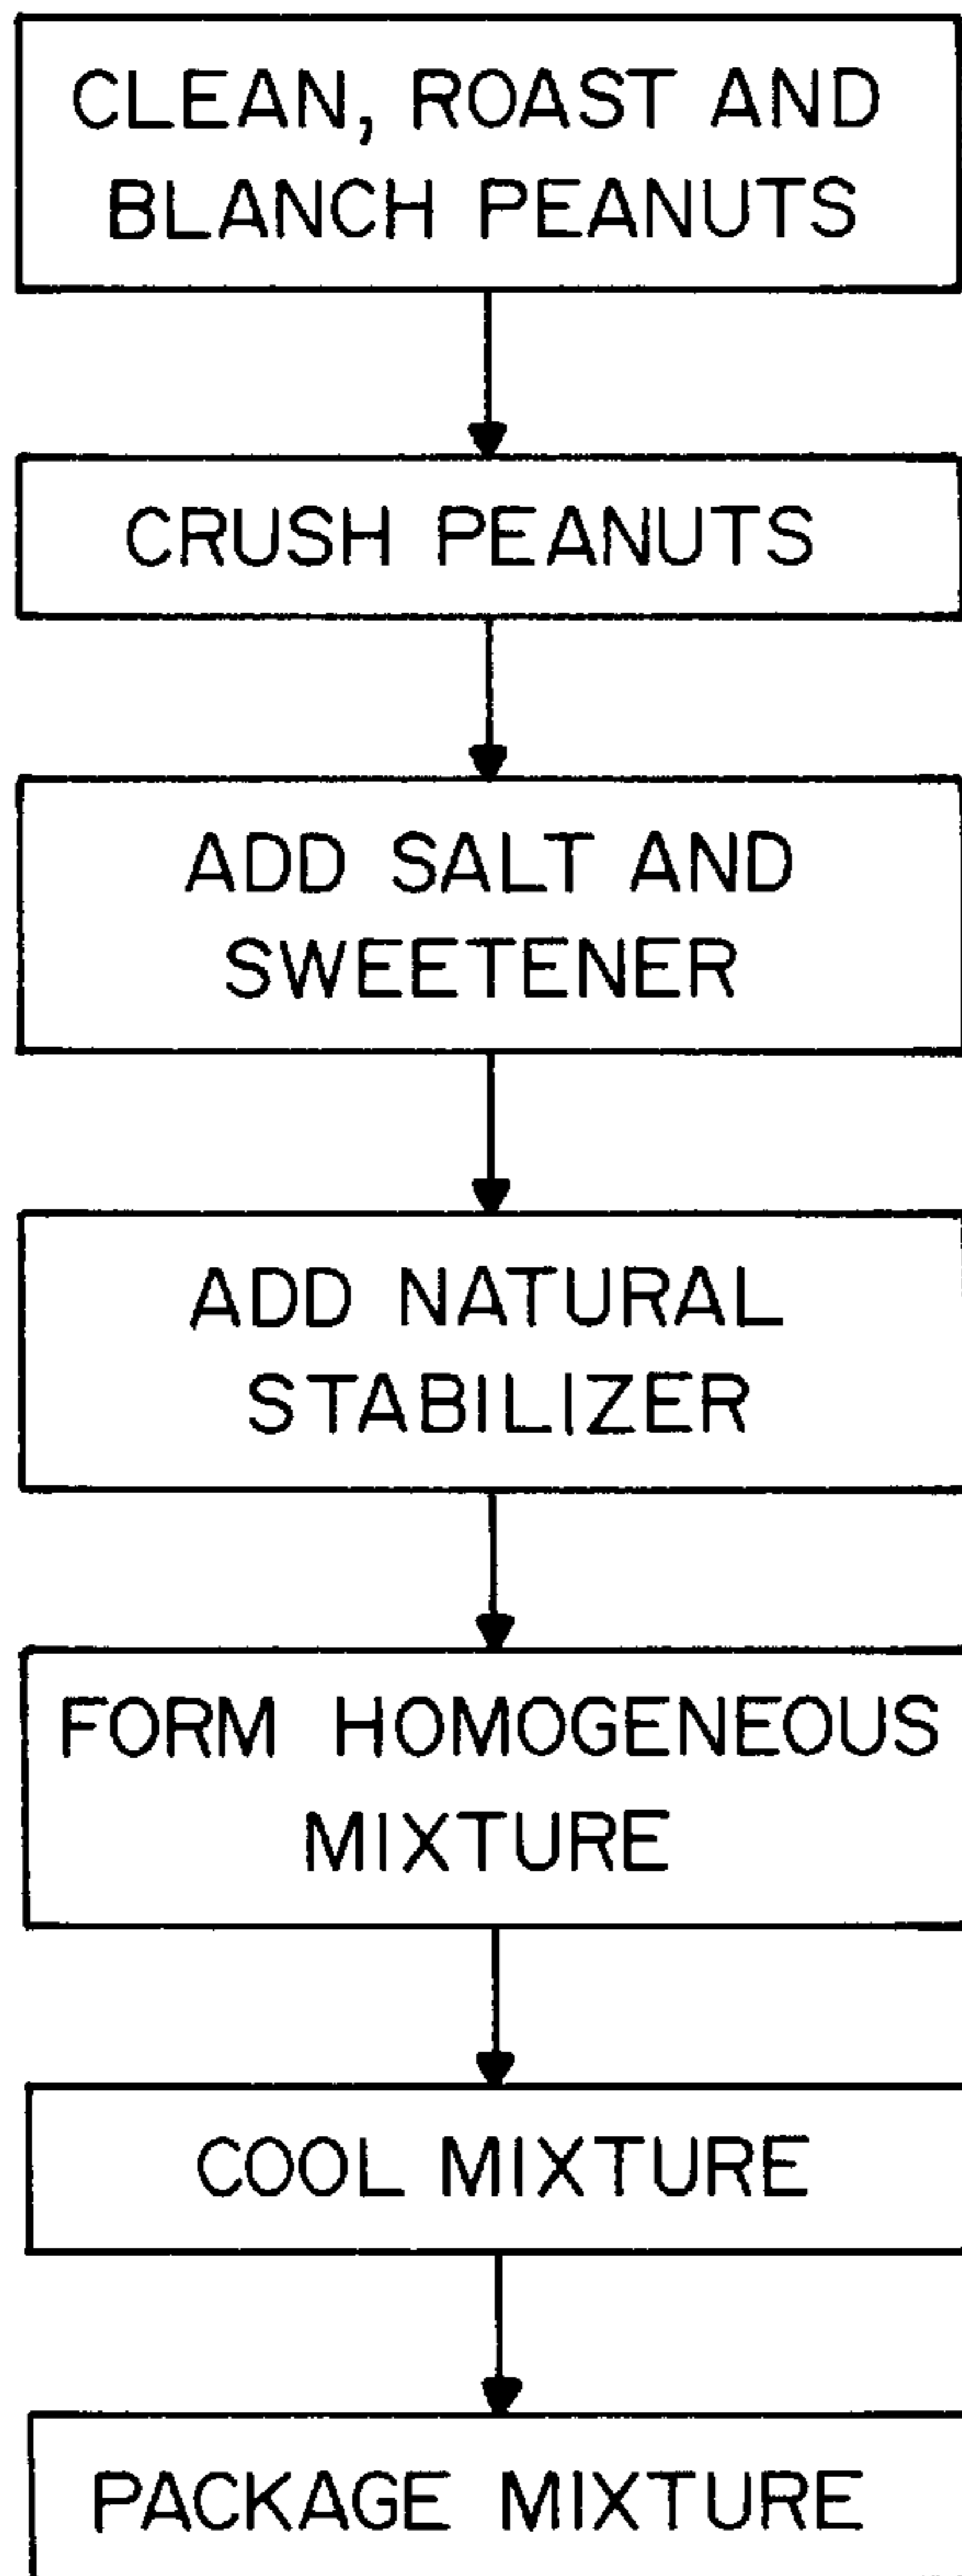 CLEAN, ROAST AND
BLANCH PEANUTS
CRUSH PEANUTS
ADD SALT AND
SWEETENER
ADD NATURAL
STABILIZER
FORM HOMOGENEOUS
MIXTURE
COOL MIXTURE
PACKAGE MIXTURE